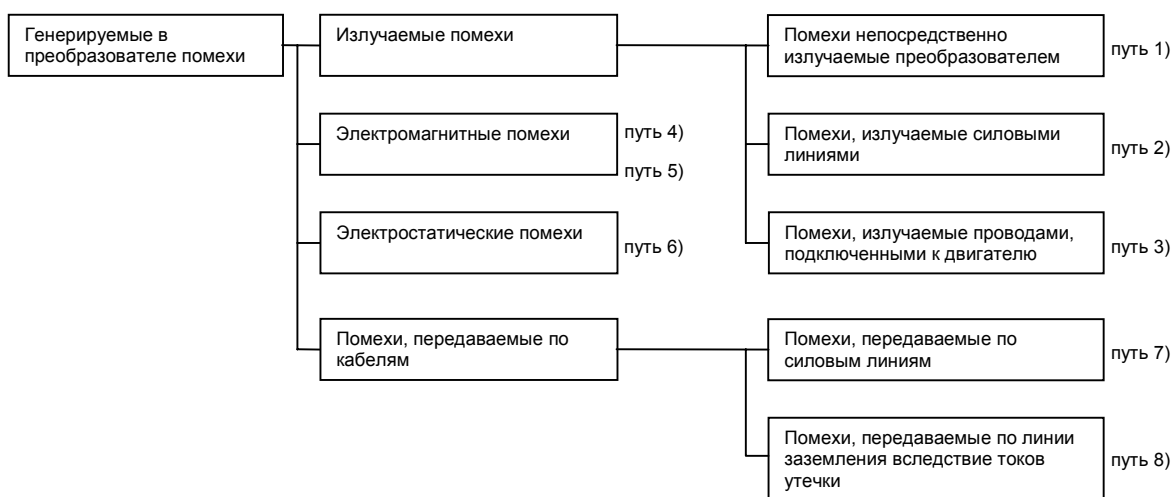 Генерируемые в
преобразователе помехи
Излучаемые помехи
Помехи непосредственно
излучаемые преобразователем
путь 1)
Электромагнитные помехи
путь 4)
путь 5)
Помехи, излучаемые силовыми
линиями
путь 2)
Электростатические помехи
путь 6)
Помехи, излучаемые проводами,
подключенными к двигателю
путь 3)
Помехи, передаваемые по
кабелям
Помехи, передаваемые по
силовым линиям
путь 7)
Помехи, передаваемые по линии
заземления вследствие токов
утечки
путь 8)